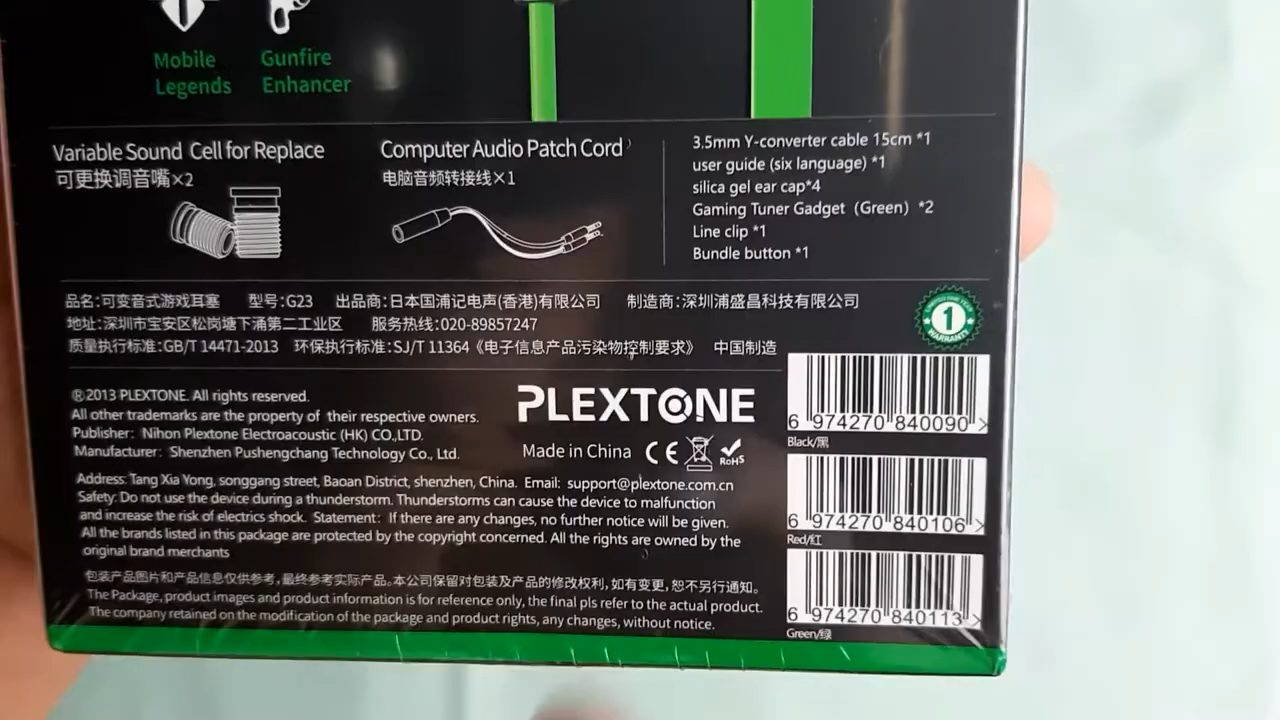 Mobile
Legends
Gunfire
Enhancer
Variable Sound Cell for Replace
可更换调音嘴×2
Computer Audio Patch Cord
电脑音频转接线×1
3.5mm Y-converter cable 15cm *1
user guide (six language) *1
silica gel ear cap*4
Gaming Tuner Gadget（Green）*2
Line clip *1
Bundle button *1
品名:可变音式游戏耳塞 型号:G23 出品商:日本国浦记电声(香港)有限公司 制造商:深圳浦盛昌科技有限公司
地址:深圳市宝安区松岗塘下涌第二工业区 服务热线:020-89857247
质量执行标准:GB/T 14471-2013 环保执行标准:SJ/T 11364《电子信息产品污染物控制要求》 中国制造
1
WARRANTY
®2013 PLEXTONE. All rights reserved.
All other trademarks are the property of their respective owners.
Publisher: Nihon Plextone Electroacoustic (HK) CO.,LTD.
Manufacturer: Shenzhen Pushengchang Technology Co., Ltd.
PLEXTONE
Made in China CE RoHS
Address: Tang Xia Yong, songgang street, Baoan District, shenzhen, China. Email: support@plextone.com.cn
Safety: Do not use the device during a thunderstorm. Thunderstorms can cause the device to malfunction
and increase the risk of electrics shock. Statement: If there are any changes, no further notice will be given.
All the brands listed in this package are protected by the copyright concerned. All the rights are owned by the
original brand merchants
包装产品图片和产品信息仅供参考,最终参考实际产品。本公司保留对包装及产品的修改权利,如有变更,恕不另行通知。
The Package, product images and product information is for reference only, the final pls refer to the actual product.
The company retained on the modification of the package and product rights, any changes, without notice.
6 974270 840090 >
Black/黑
6 974270 840106 >
Red/红
6 974270 840113 >
Green/绿